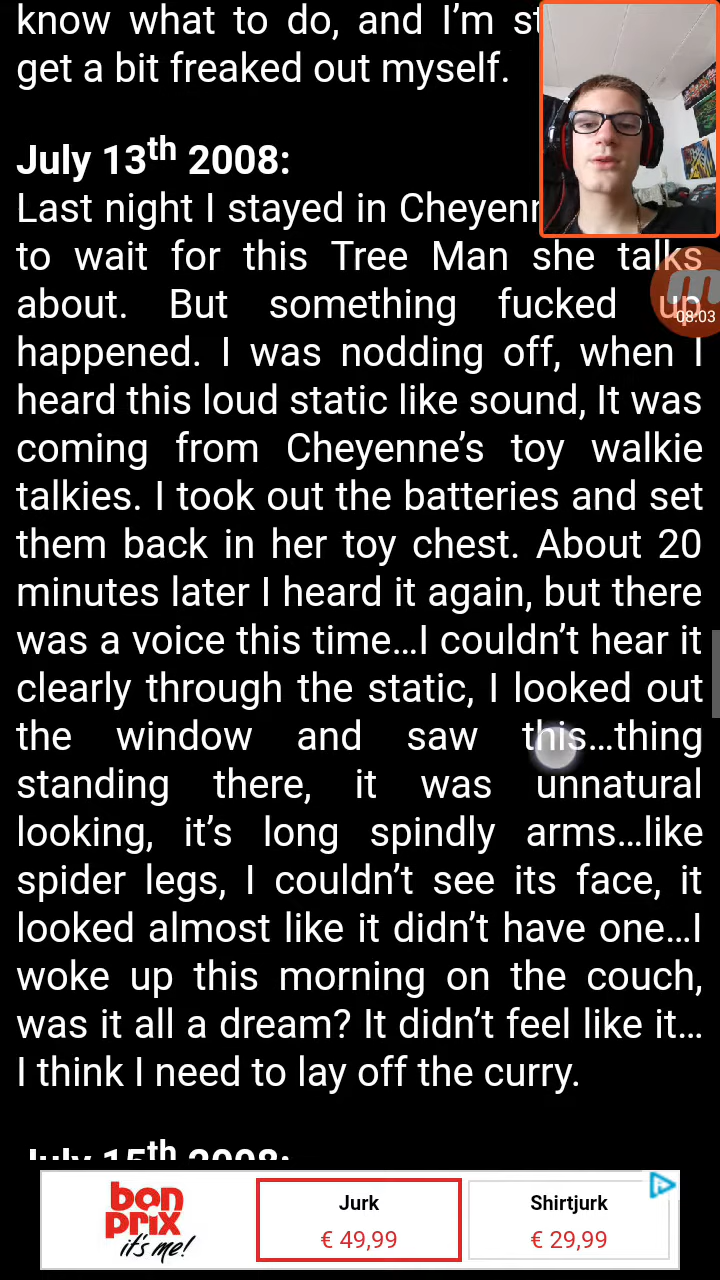 know what to do, and I’m st
get a bit freaked out myself.
July 13th 2008:
Last night I stayed in Cheyenn
to wait for this Tree Man she talks
about. But something fucked up
08:03
happened. I was nodding off, when I
heard this loud static like sound, It was
coming from Cheyenne’s toy walkie
talkies. I took out the batteries and set
them back in her toy chest. About 20
minutes later I heard it again, but there
was a voice this time…I couldn’t hear it
clearly through the static, I looked out
the window and saw this…thing
standing there, it was unnatural
looking, it’s long spindly arms…like
spider legs, I couldn’t see its face, it
looked almost like it didn’t have one…I
woke up this morning on the couch,
was it all a dream? It didn’t feel like it…
I think I need to lay off the curry.
July 15th 2008:
bon
prix
it's me!
Jurk
€ 49,99
Shirtjurk
€ 29,99